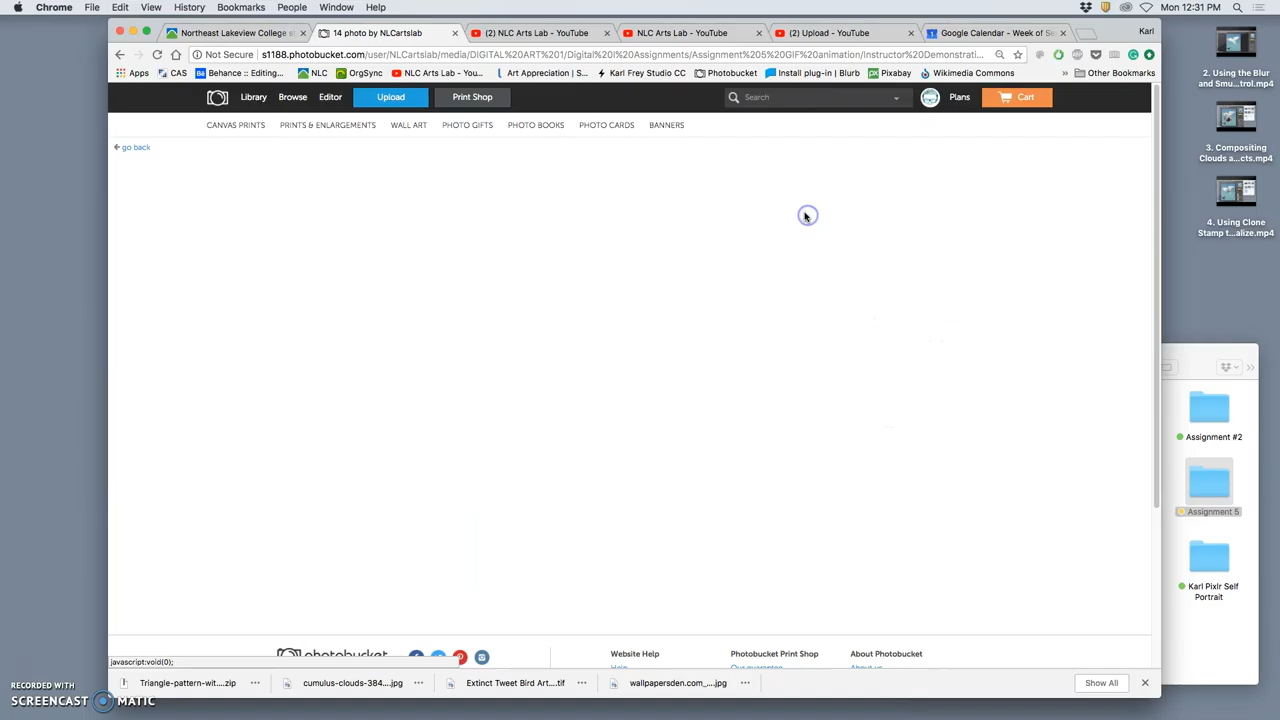 Chrome File Edit View History Bookmarks People Window Help
Mon 12:31 PM
Northeast Lakeview College el
14 photo by NLCartslab
(2) NLC Arts Lab - YouTube
NLC Arts Lab - YouTube
(2) Upload - YouTube
Google Calendar - Week of Se
Karl
Not Secure s1188.photobucket.com/user/NLCartslab/media/DIGITAL%20ART%201/Digital%20I%20Assignments/Assignment%205%20GIF%20animation/Instructor%20Demonstrati...
Apps CAS Behance :: Editing... NLC OrgSync NLC Arts Lab - You... Art Appreciation | S... Karl Frey Studio CC Photobucket Install plug-in | Blurb Pixabay Wikimedia Commons » Other Bookmarks
Library Browse Editor Upload Print Shop Search Plans Cart
CANVAS PRINTS PRINTS & ENLARGEMENTS WALL ART PHOTO GIFTS PHOTO BOOKS PHOTO CARDS BANNERS
go back
2. Using the Blur
and Smu...trol.mp4
3. Compositing
Clouds a...cts.mp4
4. Using Clone
Stamp t...alize.mp4
Assignment #2
Assignment 5
Karl Pixlr Self
Portrait
photobucket
Website Help
Help
Photobucket Print Shop
Our guarantee
About Photobucket
About us
javascript:void(0);
Triangle-pattern-wit....zip
cumulus-clouds-384....jpg
Extinct Tweet Bird Art....tif
wallpapersden.com_....jpg
Show All
RECORDED WITH
SCREENCAST MATIC